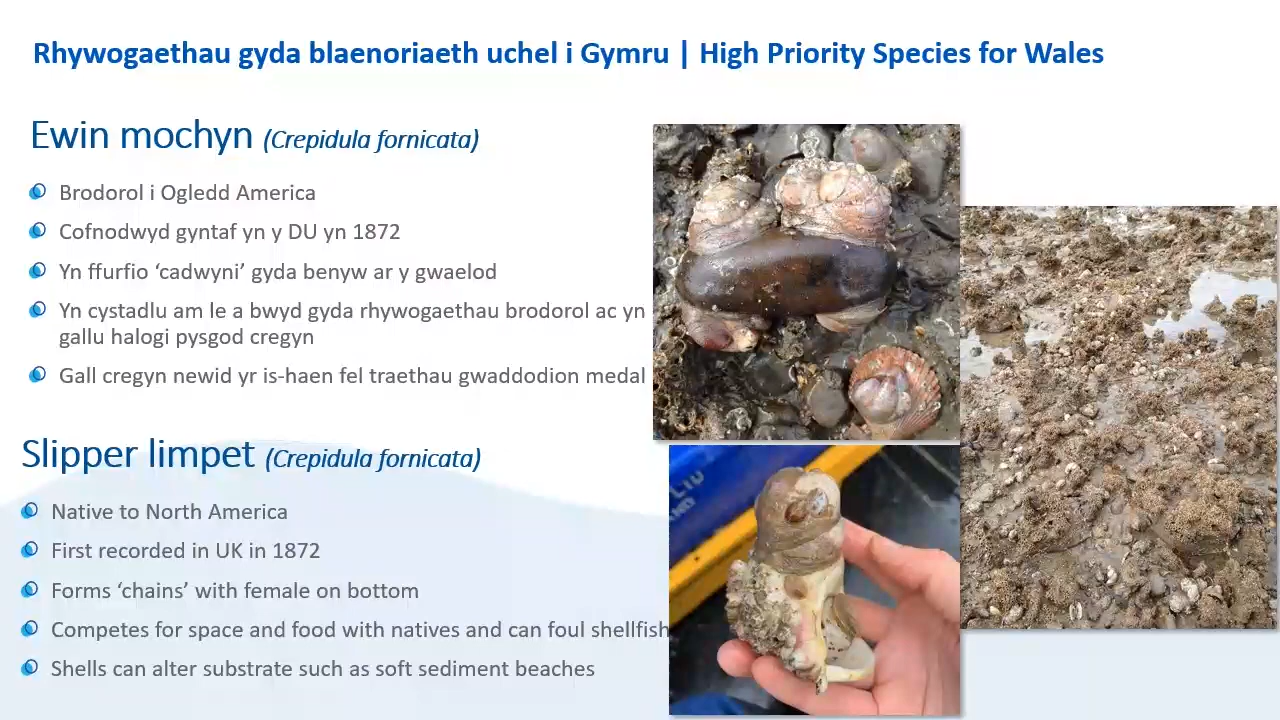 Rhywogaethau gyda blaenoriaeth uchel i Gymru | High Priority Species for Wales
Ewin mochyn (Crepidula fornicata)
Brodorol i Ogledd America
Cofnodwyd gyntaf yn y DU yn 1872
Yn ffurfio ‘cadwyni’ gyda benyw ar y gwaelod
Yn cystadlu am le a bwyd gyda rhywogaethau brodorol ac yn
gallu halogi pysgod cregyn
Gall cregyn newid yr is-haen fel traethau gwaddodion medal
Slipper limpet (Crepidula fornicata)
Native to North America
First recorded in UK in 1872
Forms ‘chains’ with female on bottom
Competes for space and food with natives and can foul shellfish
Shells can alter substrate such as soft sediment beaches
LTD